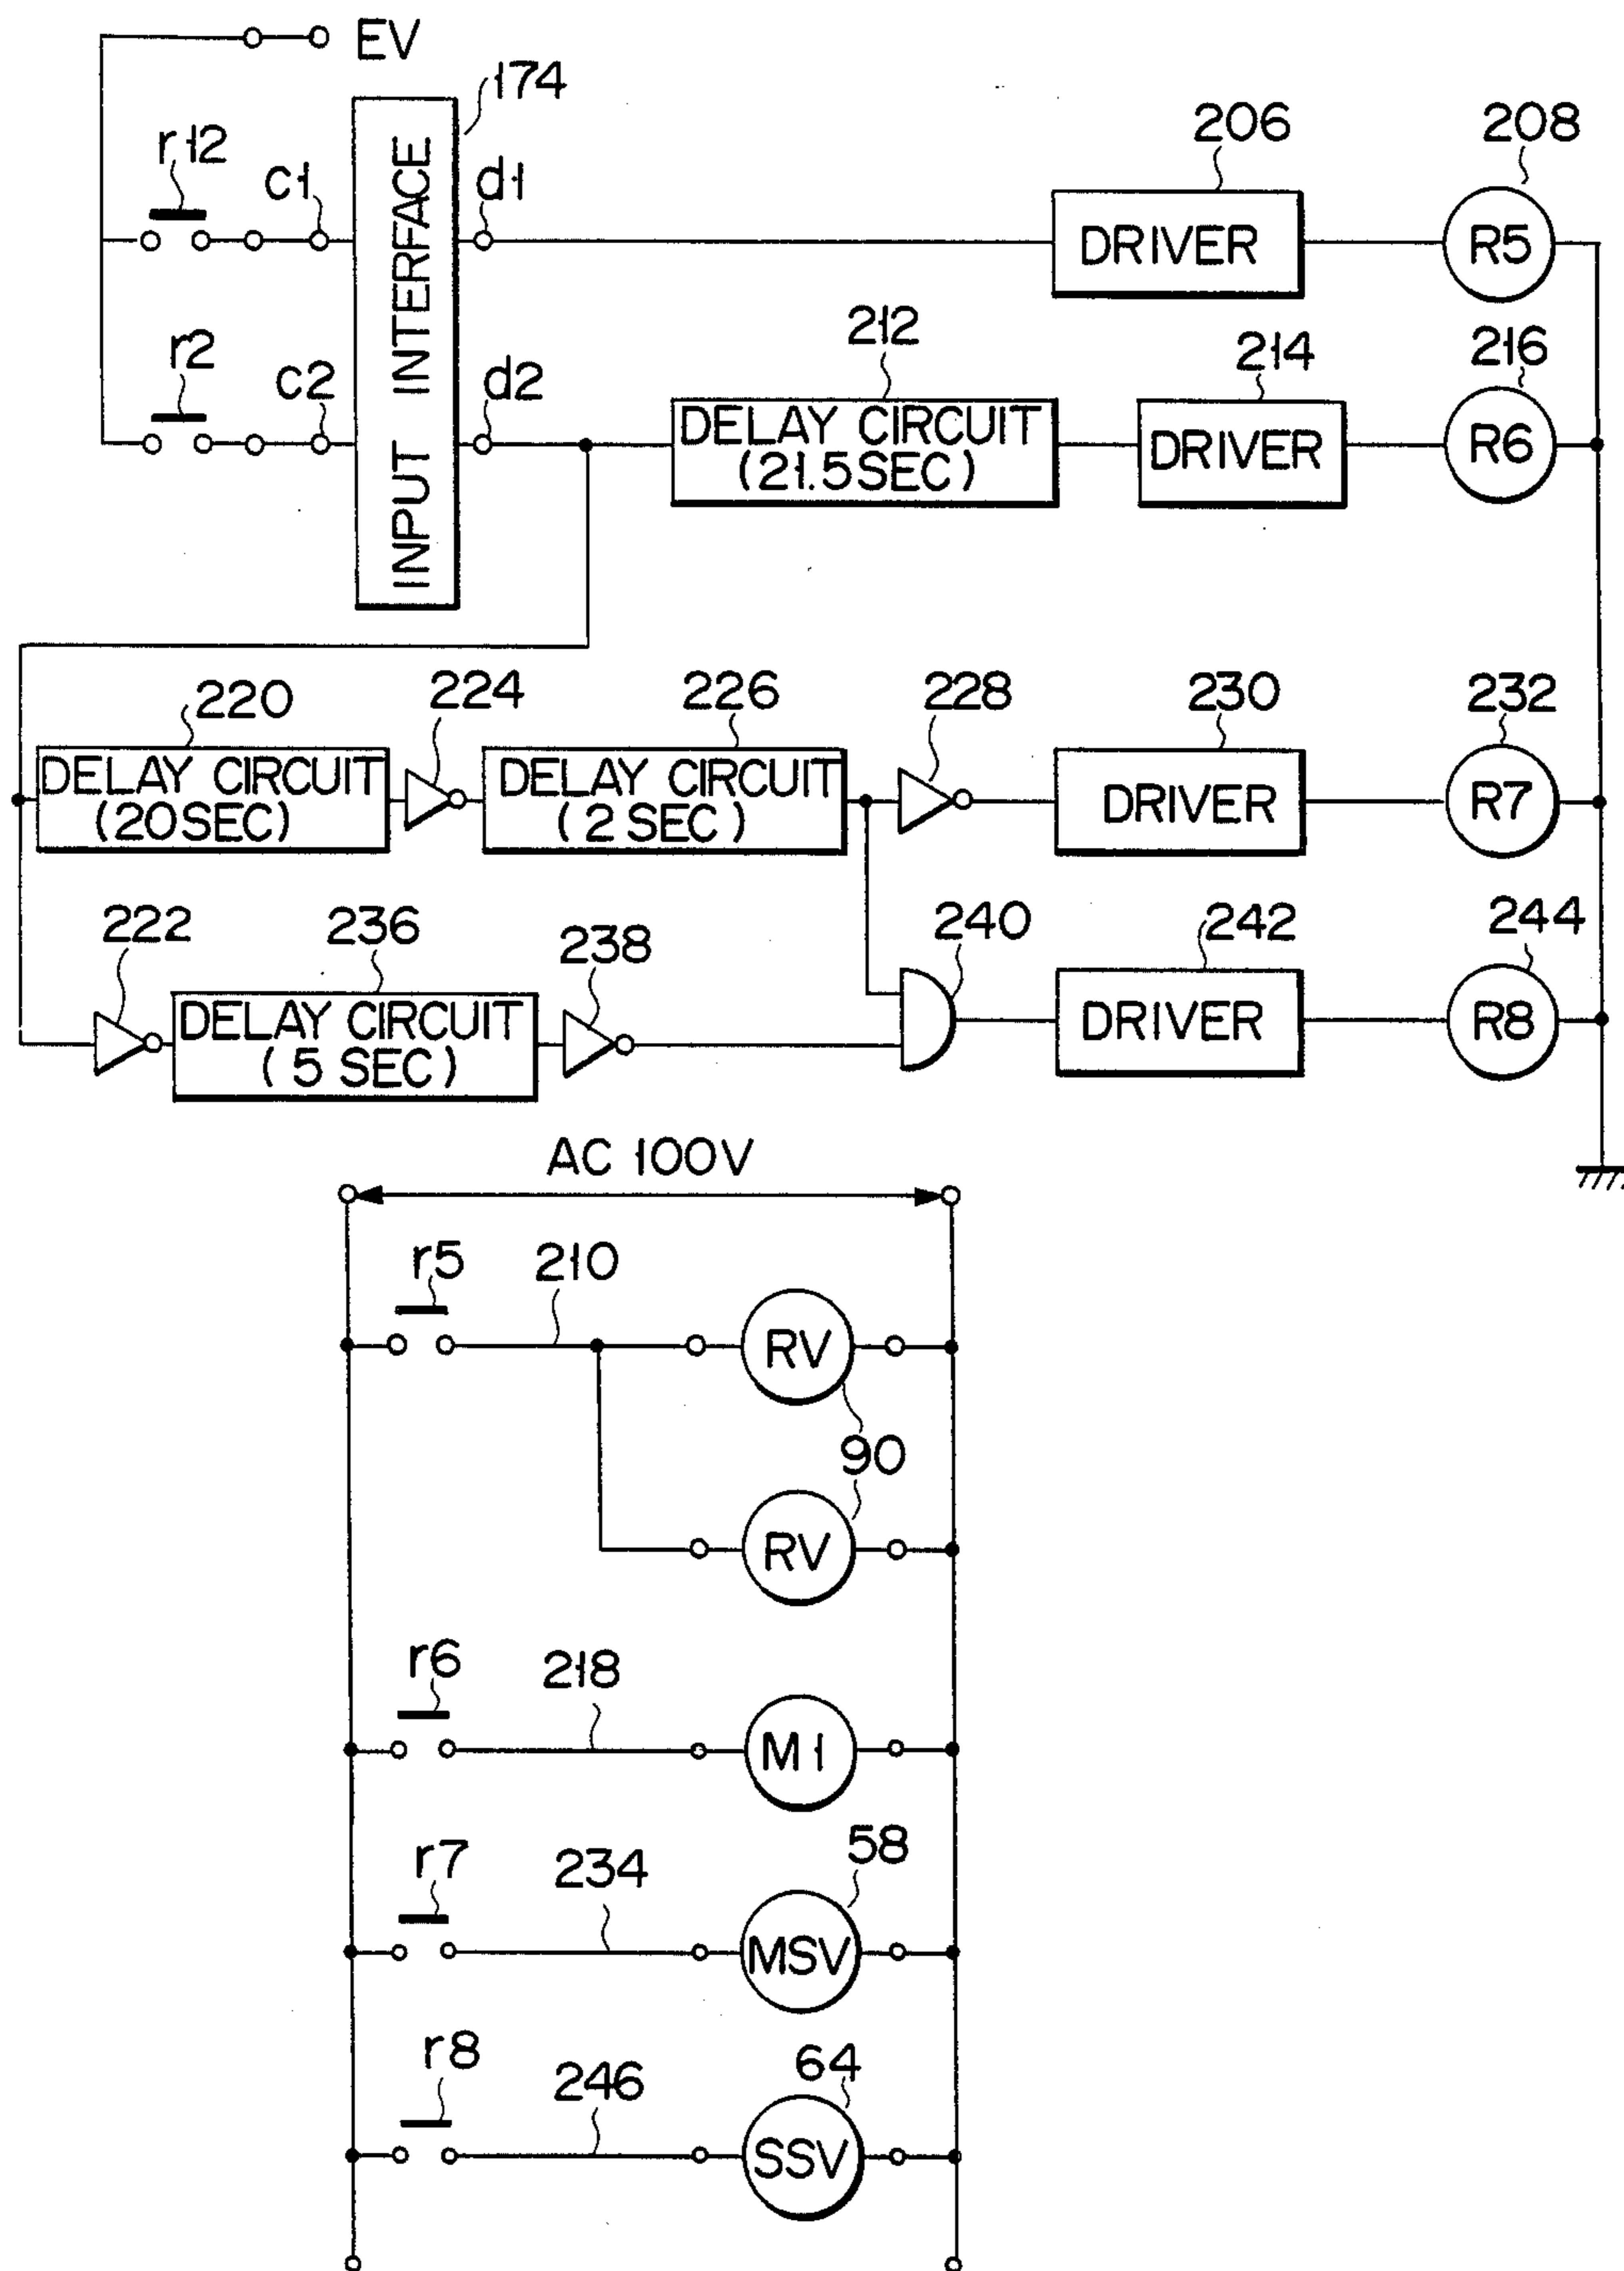 EV
174
r12
c1
d1
206
208
DRIVER
R5
INPUT INTERFACE
r2
c2
d2
212
214
216
DELAY CIRCUIT
(21.5SEC)
DRIVER
R6
220
224
226
228
230
232
DELAY CIRCUIT
(20SEC)
DELAY CIRCUIT
(2 SEC)
DRIVER
R7
222
236
238
240
242
244
DELAY CIRCUIT
(5 SEC)
DRIVER
R8
AC 100V
r5
210
RV
90
RV
r6
218
M1
r7
234
58
MSV
r8
246
64
SSV